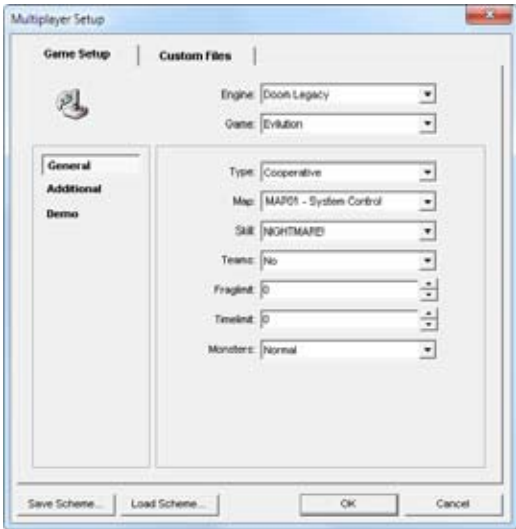 Multiplayer Setup
Game Setup
Custom Files
Engine: Doom Legacy
Game: Evilution
General
Additional
Demo
Type: Cooperative
Map: MAP01 - System Control
Skill: NIGHTMARE!
Teams: No
Fraglimit: 0
Timelimit: 0
Monsters: Normal
Save Scheme...
Load Scheme...
OK
Cancel